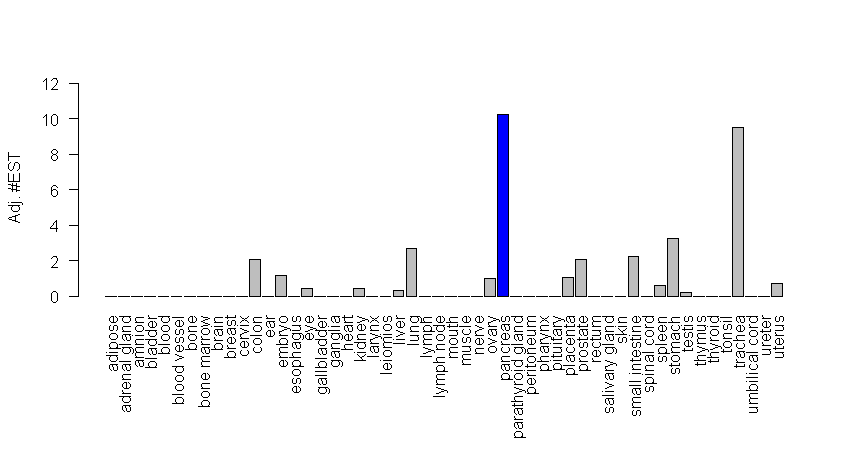 Adj. #EST
12
10
8
6
4
2
0
adipose
adrenal gland
amnion
bladder
blood
blood vessel
bone
bone marrow
brain
breast
cervix
colon
ear
embryo
esophagus
eye
gallbladder
ganglia
heart
kidney
larynx
leiomios
liver
lung
lymph
lymph node
mouth
muscle
nerve
ovary
pancreas
parathyroid gland
peritoneum
pharynx
pituitary
placenta
prostate
rectum
salivary gland
skin
small intestine
spinal cord
spleen
stomach
testis
thymus
thyroid
tonsil
trachea
umbilical cord
ureter
uterus